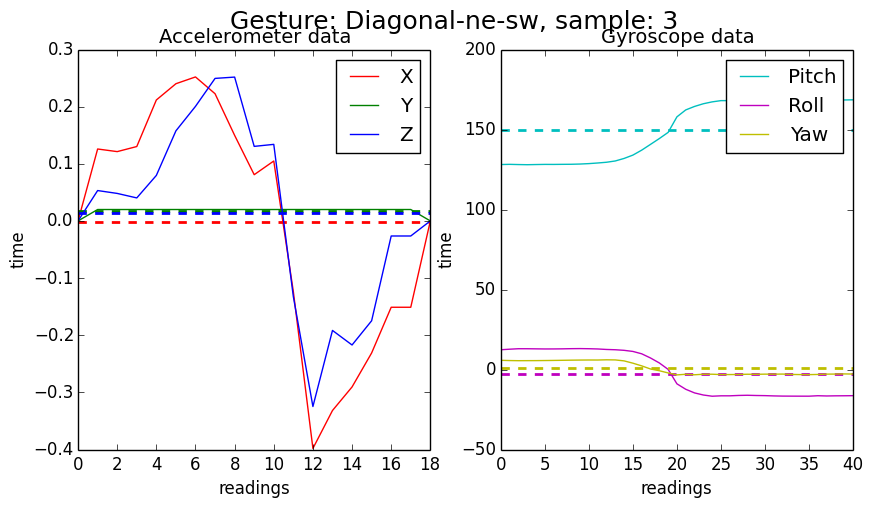 Gesture: Diagonal-ne-sw, sample: 3
Accelerometer data
0.3
0.2
0.1
0.0
−0.1
−0.2
−0.3
−0.4
time
0 2 4 6 8 10 12 14 16 18
readings
X
Y
Z
Gyroscope data
200
150
100
50
0
−50
time
0 5 10 15 20 25 30 35 40
readings
Pitch
Roll
Yaw